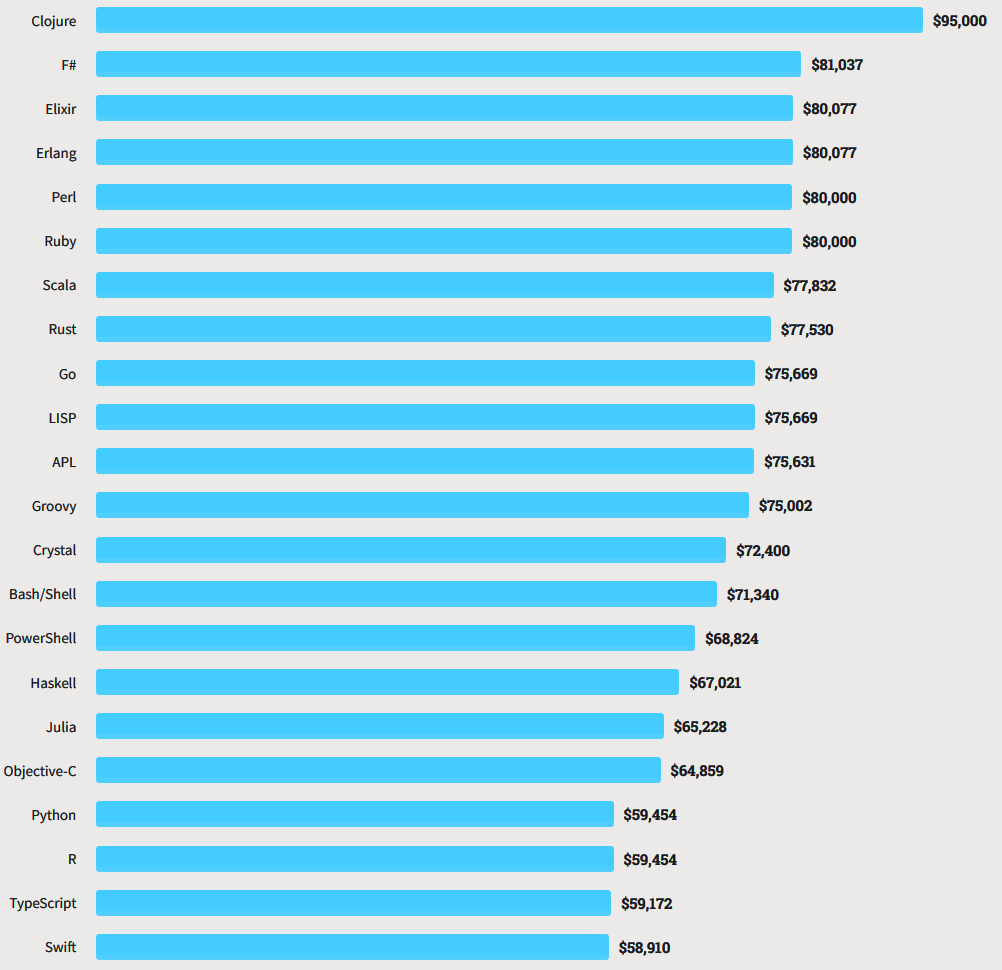 Clojure $95,000
F# $81,037
Elixir $80,077
Erlang $80,077
Perl $80,000
Ruby $80,000
Scala $77,832
Rust $77,530
Go $75,669
LISP $75,669
APL $75,631
Groovy $75,002
Crystal $72,400
Bash/Shell $71,340
PowerShell $68,824
Haskell $67,021
Julia $65,228
Objective-C $64,859
Python $59,454
R $59,454
TypeScript $59,172
Swift $58,910